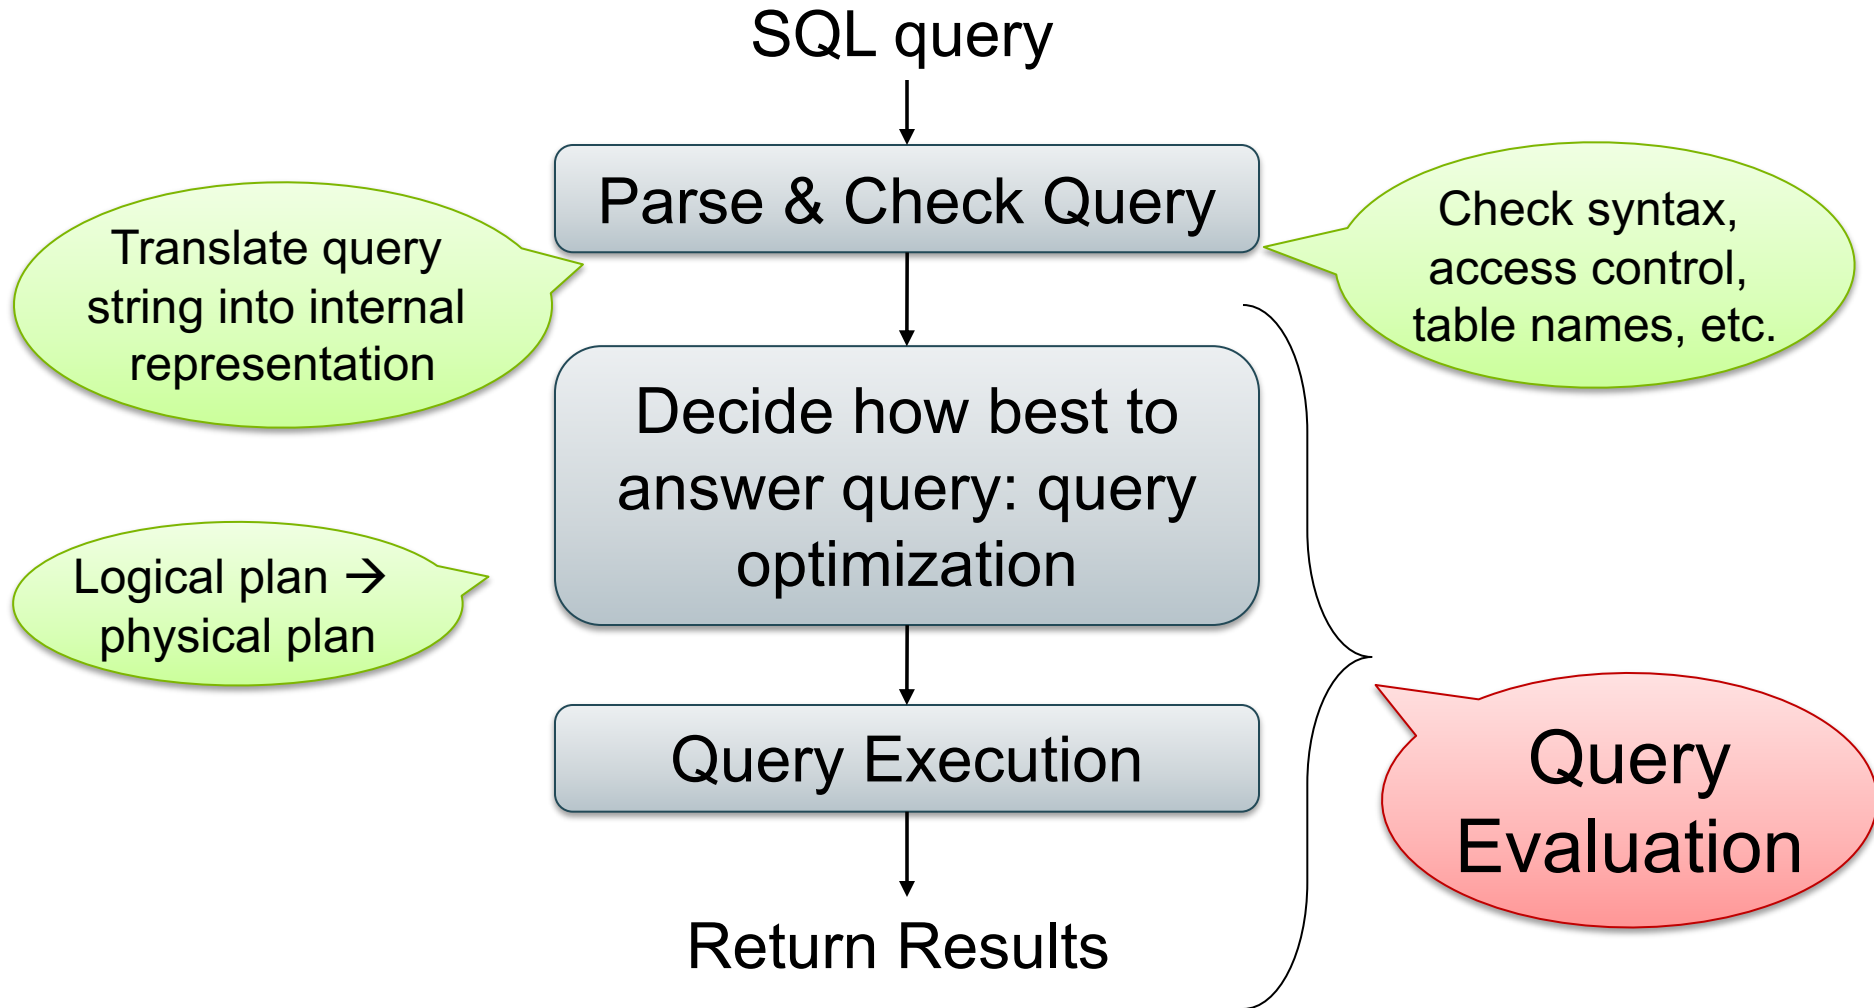 SQL query
Parse & Check Query
Translate query
string into internal
representation
Check syntax,
access control,
table names, etc.
Decide how best to
answer query: query
optimization
Logical plan →
physical plan
Query Execution
Query
Evaluation
Return Results